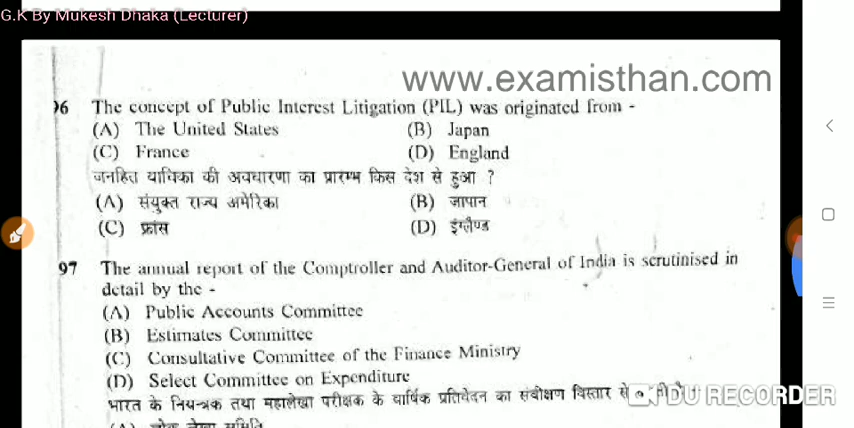 G.K By Mukesh Dhaka (Lecturer)
www.examisthan.com
96 The concept of Public Interest Litigation (PIL) was originated from -
(A) The United States (B) Japan
(C) France (D) England
जनहित याचिका की अवधारणा का प्रारम्भ किस देश से हुआ ?
(A) संयुक्त राज्य अमेरिका (B) जापान
(C) फ्रांस (D) इंग्लैण्ड
97 The annual report of the Comptroller and Auditor-General of India is scrutinised in
detail by the -
(A) Public Accounts Committee
(B) Estimates Committee
(C) Consultative Committee of the Finance Ministry
(D) Select Committee on Expenditure
भारत के नियन्त्रक तथा महालेखा परीक्षक के वार्षिक प्रतिवेदन का संवीक्षण विस्तार से
DU RECORDER
(A) लोक लेखा समिति